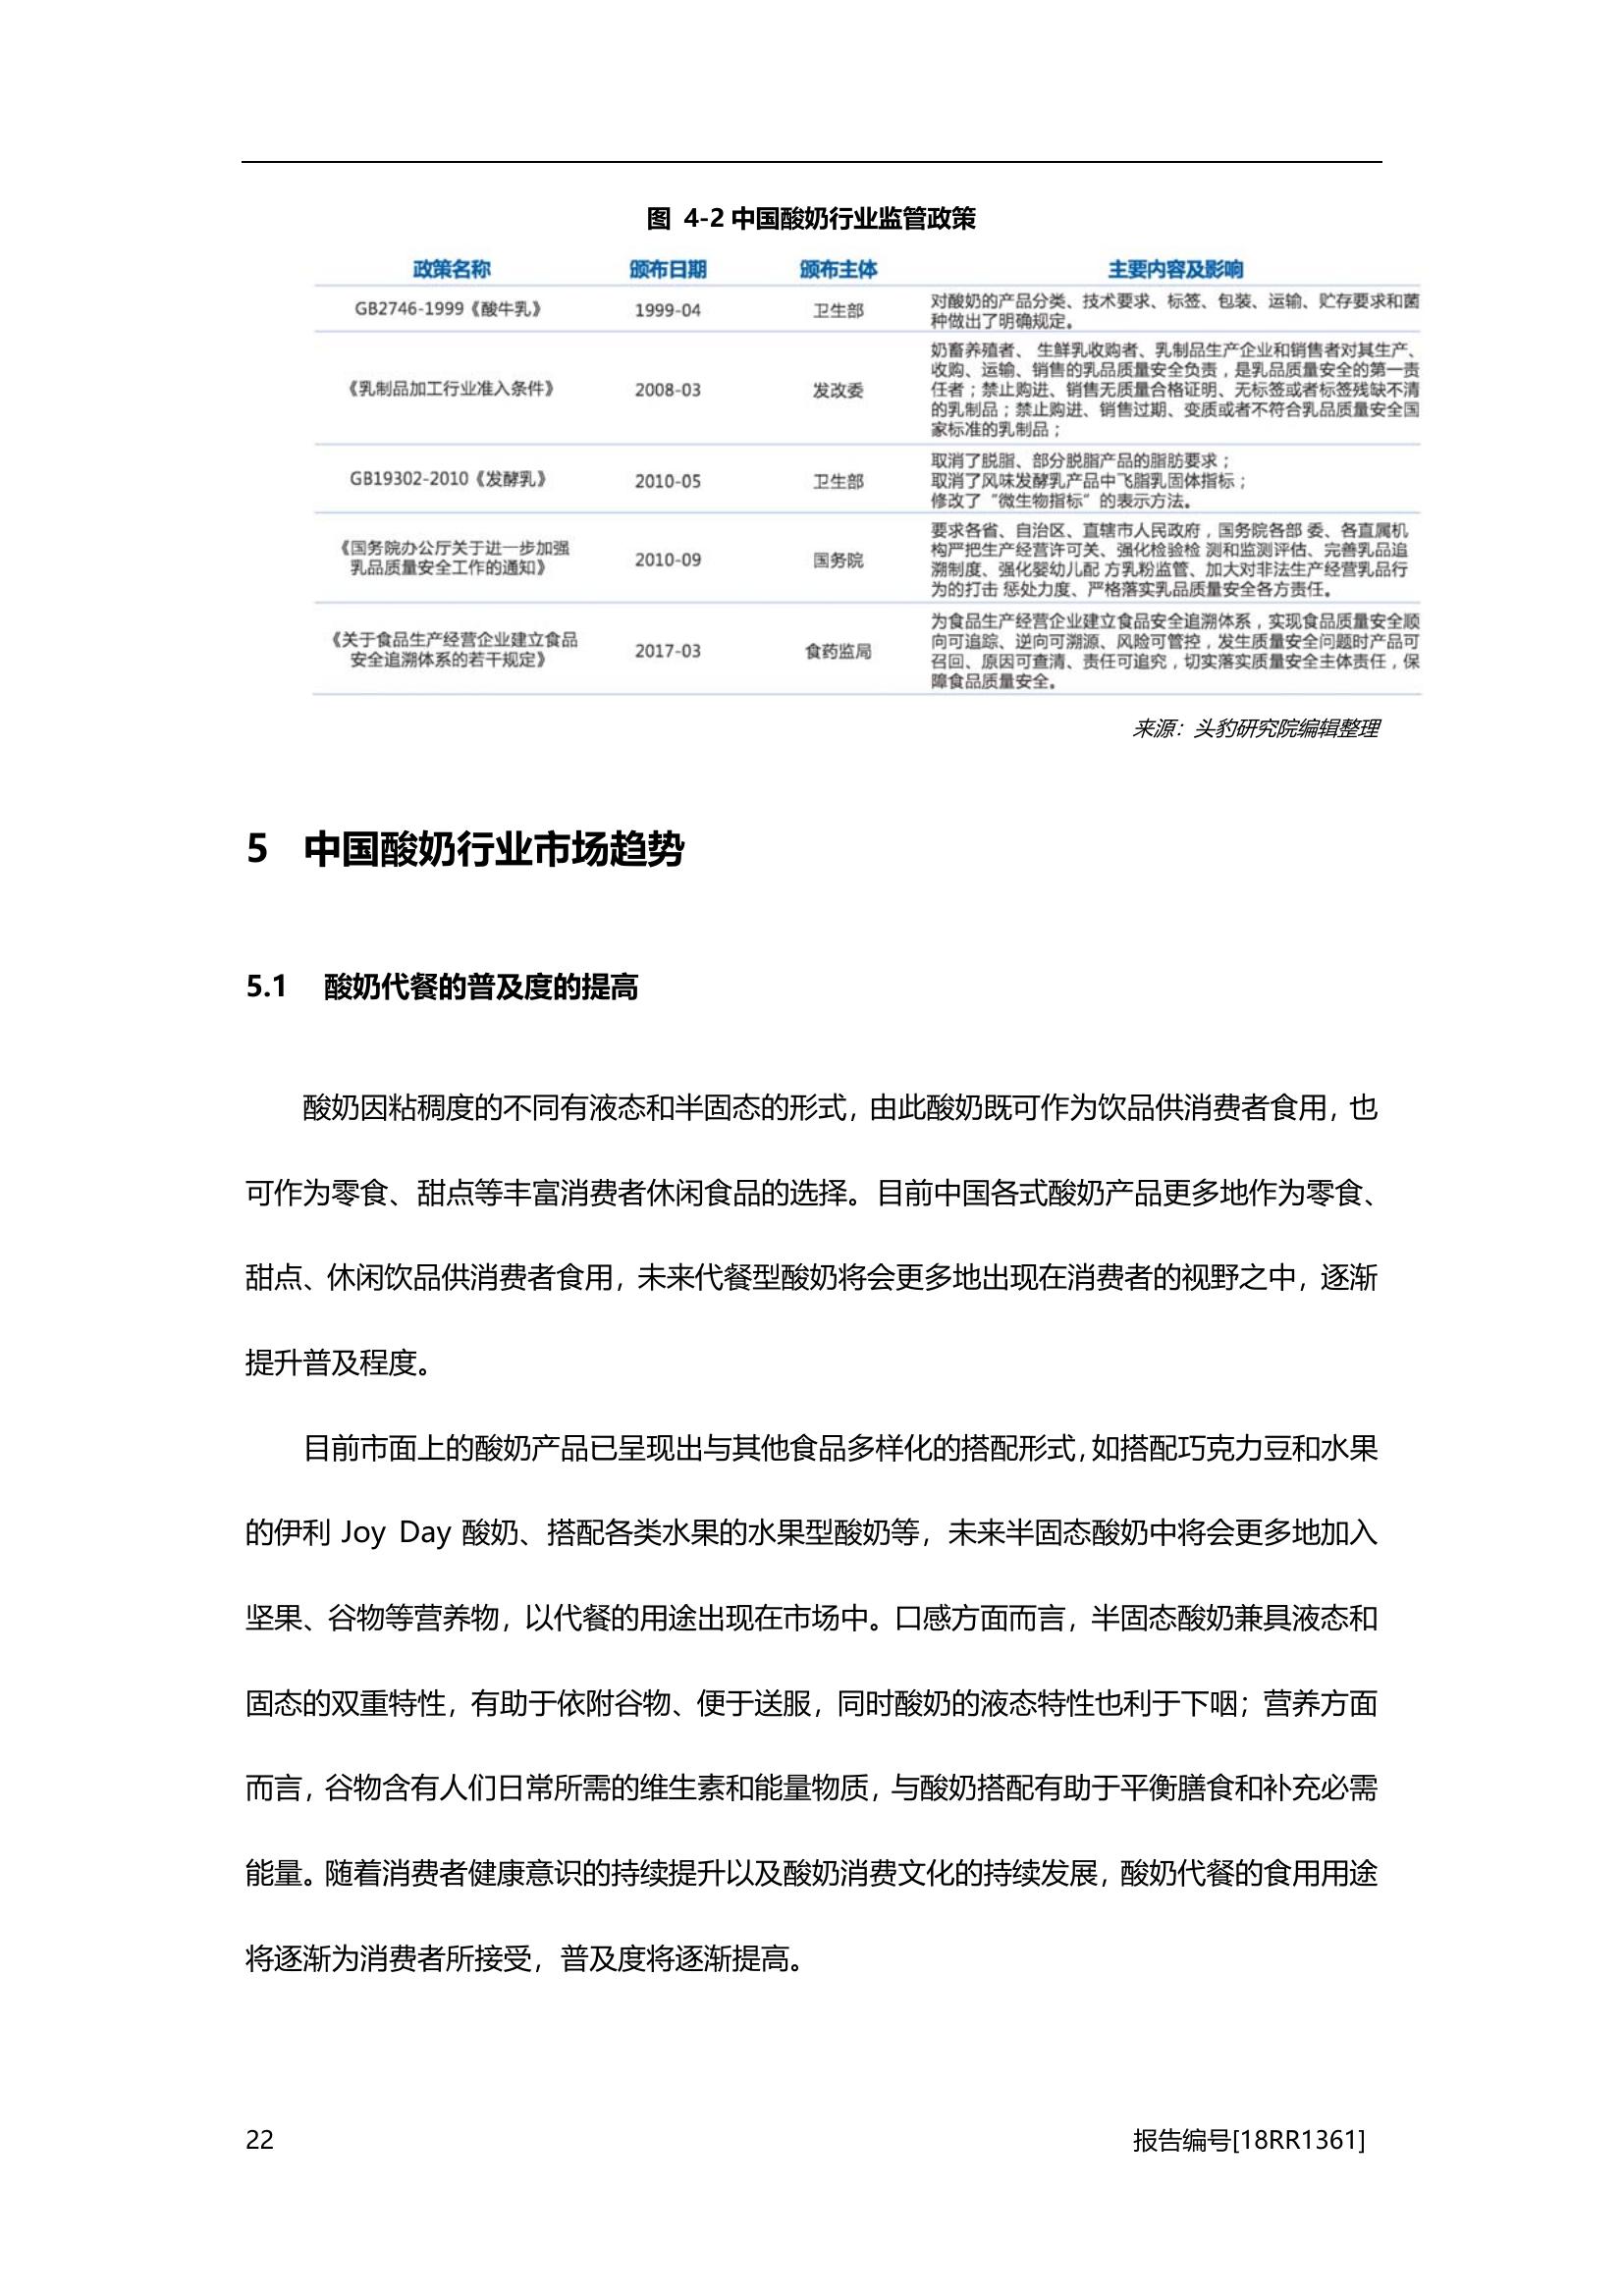 图 4-2 中国酸奶行业监管政策
政策名称 颁布日期 颁布主体 主要内容及影响
GB2746-1999《酸牛乳》 1999-04 卫生部
对酸奶的产品分类、技术要求、标签、包装、运输、贮存要求和菌
种做出了明确规定。
《乳制品加工行业准入条件》 2008-03 发改委
奶畜养殖者、 生鲜乳收购者、乳制品生产企业和销售者对其生产、
收购、运输、销售的乳品质量安全负责，是乳品质量安全的第一责
任者；禁止购进、销售无质量合格证明、无标签或者标签残缺不清
的乳制品；禁止购进、销售过期、变质或者不符合乳品质量安全国
家标准的乳制品；
GB19302-2010《发酵乳》 2010-05 卫生部
取消了脱脂、部分脱脂产品的脂肪要求；
取消了风味发酵乳产品中飞脂乳固体指标；
修改了“微生物指标”的表示方法。
《国务院办公厅关于进一步加强
乳品质量安全工作的通知》 2010-09 国务院
要求各省、自治区、直辖市人民政府，国务院各部 委、各直属机
构严把生产经营许可关、强化检验检 测和监测评估、完善乳品追
溯制度、强化婴幼儿配 方乳粉监管、加大对非法生产经营乳品行
为的打击 惩处力度、严格落实乳品质量安全各方责任。
《关于食品生产经营企业建立食品
安全追溯体系的若干规定》 2017-03 食药监局
为食品生产经营企业建立食品安全追溯体系，实现食品质量安全顺
向可追踪、逆向可溯源、风险可管控，发生质量安全问题时产品可
召回、原因可查清、责任可追究，切实落实质量安全主体责任，保
障食品质量安全。
来源：头豹研究院编辑整理
5 中国酸奶行业市场趋势
5.1 酸奶代餐的普及度的提高
酸奶因粘稠度的不同有液态和半固态的形式，由此酸奶既可作为饮品供消费者食用，也
可作为零食、甜点等丰富消费者休闲食品的选择。目前中国各式酸奶产品更多地作为零食、
甜点、休闲饮品供消费者食用，未来代餐型酸奶将会更多地出现在消费者的视野之中，逐渐
提升普及程度。
目前市面上的酸奶产品已呈现出与其他食品多样化的搭配形式，如搭配巧克力豆和水果
的伊利 Joy Day 酸奶、搭配各类水果的水果型酸奶等，未来半固态酸奶中将会更多地加入
坚果、谷物等营养物，以代餐的用途出现在市场中。口感方面而言，半固态酸奶兼具液态和
固态的双重特性，有助于依附谷物、便于送服，同时酸奶的液态特性也利于下咽；营养方面
而言，谷物含有人们日常所需的维生素和能量物质，与酸奶搭配有助于平衡膳食和补充必需
能量。随着消费者健康意识的持续提升以及酸奶消费文化的持续发展，酸奶代餐的食用用途
将逐渐为消费者所接受，普及度将逐渐提高。
22 报告编号[18RR1361]